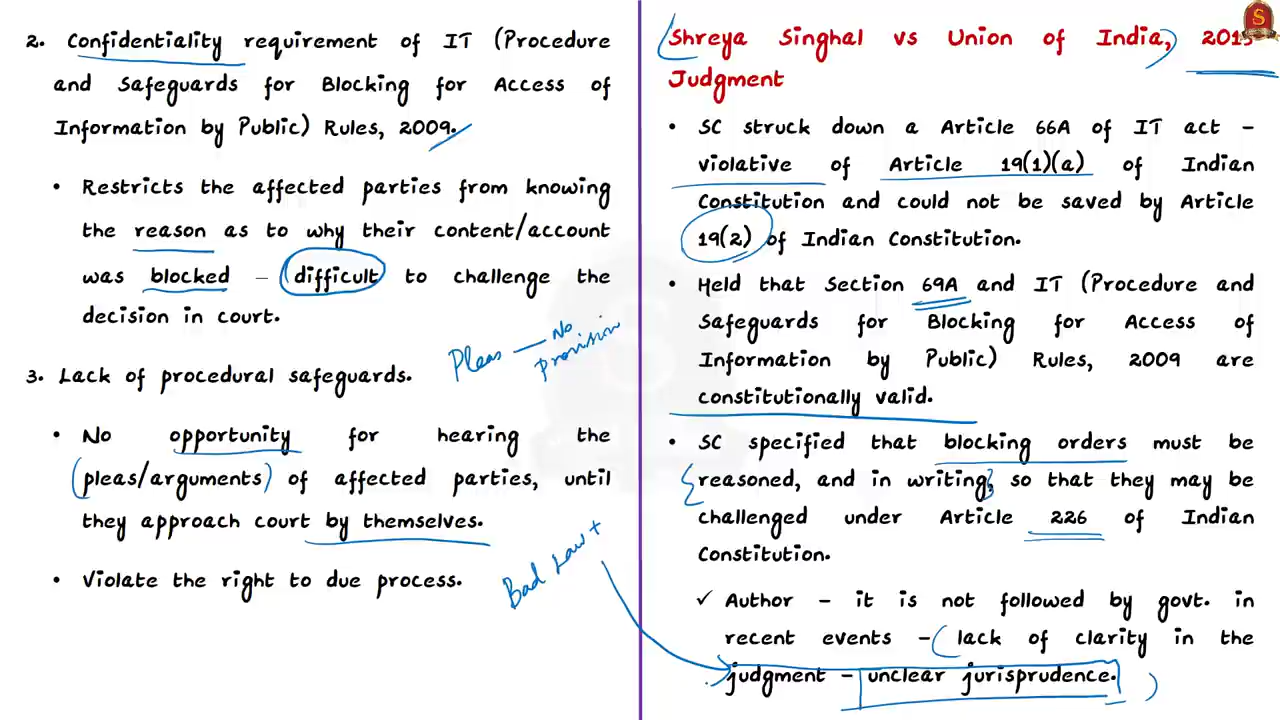 2. Confidentiality requirement of IT (Procedure
and Safeguards for Blocking for Access of
Information by Public) Rules, 2009.
• Restricts the affected parties from knowing
the reason as to why their content/account
was blocked – difficult to challenge the
decision in court.
Pleas — No
provision
3. Lack of procedural safeguards.
• No opportunity for hearing the
(pleas/arguments) of affected parties, until
they approach court by themselves.
• Violate the right to due process.
Bad Law +
S
Shreya Singhal vs Union of India, 2015
Judgment
• SC struck down a Article 66A of IT act –
violative of Article 19(1)(a) of Indian
Constitution and could not be saved by Article
19(2) of Indian Constitution.
• Held that Section 69A and IT (Procedure and
Safeguards for Blocking for Access of
Information by Public) Rules, 2009 are
constitutionally valid.
• SC specified that blocking orders must be
{reasoned, and in writing} so that they may be
challenged under Article 226 of Indian
Constitution.
✓ Author – it is not followed by govt. in
recent events – (lack of clarity in the
judgment – unclear jurisprudence.)